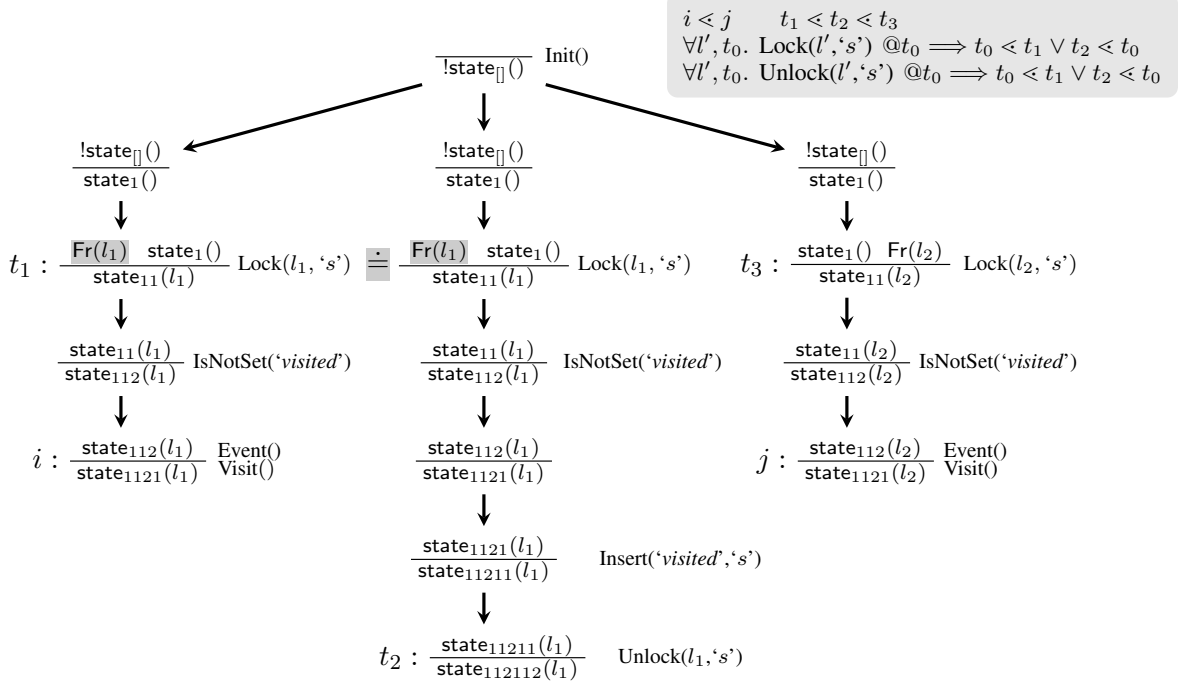 i ⋖ j t₁ ⋖ t₂ ⋖ t₃
∀l′, t₀. Lock(l′,‘s’) @t₀ ⟹ t₀ ⋖ t₁ ∨ t₂ ⋖ t₀
∀l′, t₀. Unlock(l′,‘s’) @t₀ ⟹ t₀ ⋖ t₁ ∨ t₂ ⋖ t₀
!state[]() Init()
!state[]() !state[]() !state[]()
state₁() state₁() state₁()
t₁ : Fr(l₁) state₁() Lock(l₁, ‘s’) ≐ Fr(l₁) state₁() Lock(l₁, ‘s’) t₃ : state₁() Fr(l₂) Lock(l₂, ‘s’)
state₁₁(l₁) state₁₁(l₁) state₁₁(l₂)
state₁₁(l₁) IsNotSet(‘visited’) state₁₁(l₁) IsNotSet(‘visited’) state₁₁(l₂) IsNotSet(‘visited’)
state₁₁₂(l₁) state₁₁₂(l₁) state₁₁₂(l₂)
i : state₁₁₂(l₁) Event() state₁₁₂(l₁) j : state₁₁₂(l₂) Event()
state₁₁₂₁(l₁) Visit() state₁₁₂₁(l₁) state₁₁₂₁(l₂) Visit()
state₁₁₂₁(l₁) Insert(‘visited’,‘s’)
state₁₁₂₁₁(l₁)
t₂ : state₁₁₂₁₁(l₁) Unlock(l₁,‘s’)
state₁₁₂₁₁₂(l₁)